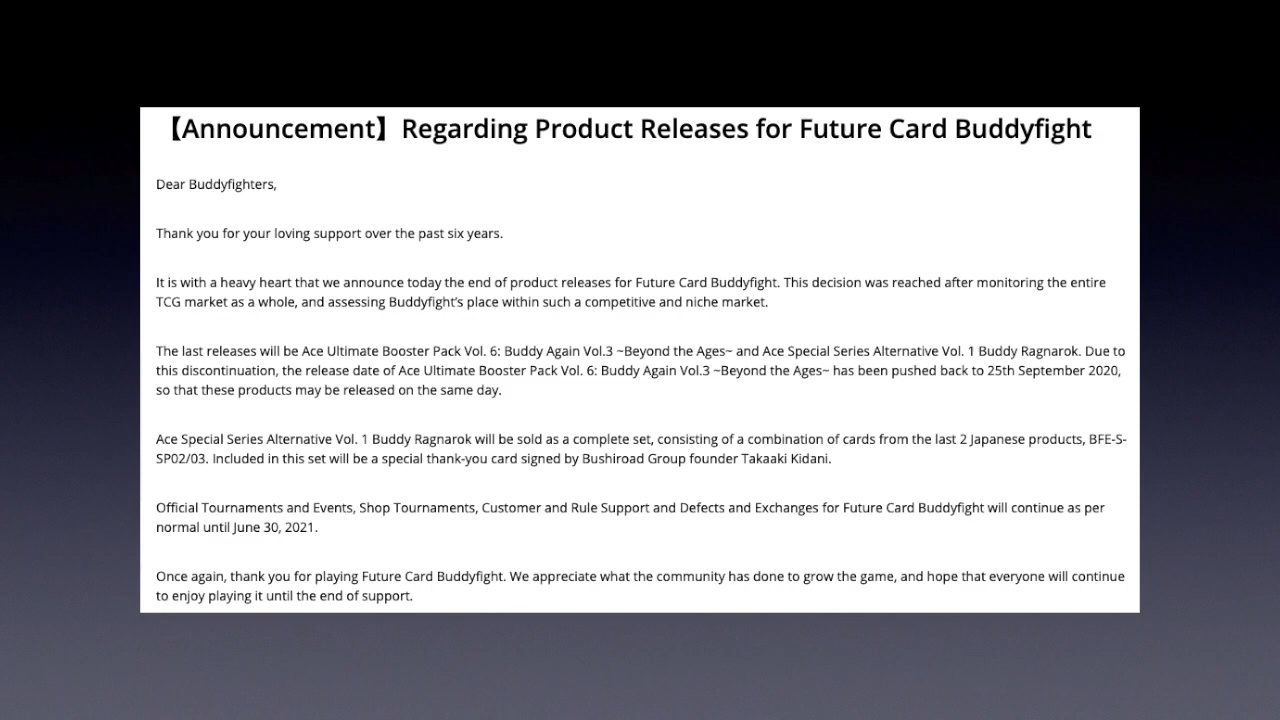 【Announcement】Regarding Product Releases for Future Card Buddyfight
Dear Buddyfighters,
Thank you for your loving support over the past six years.
It is with a heavy heart that we announce today the end of product releases for Future Card Buddyfight. This decision was reached after monitoring the entire
TCG market as a whole, and assessing Buddyfight's place within such a competitive and niche market.
The last releases will be Ace Ultimate Booster Pack Vol. 6: Buddy Again Vol.3 ~Beyond the Ages~ and Ace Special Series Alternative Vol. 1 Buddy Ragnarok. Due to
this discontinuation, the release date of Ace Ultimate Booster Pack Vol. 6: Buddy Again Vol.3 ~Beyond the Ages~ has been pushed back to 25th September 2020,
so that these products may be released on the same day.
Ace Special Series Alternative Vol. 1 Buddy Ragnarok will be sold as a complete set, consisting of a combination of cards from the last 2 Japanese products, BFE-S-
SP02/03. Included in this set will be a special thank-you card signed by Bushiroad Group founder Takaaki Kidani.
Official Tournaments and Events, Shop Tournaments, Customer and Rule Support and Defects and Exchanges for Future Card Buddyfight will continue as per
normal until June 30, 2021.
Once again, thank you for playing Future Card Buddyfight. We appreciate what the community has done to grow the game, and hope that everyone will continue
to enjoy playing it until the end of support.